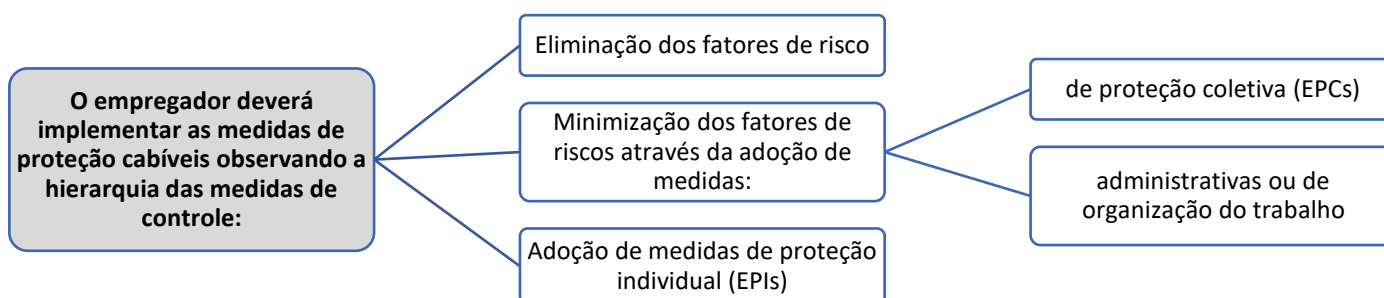 O empregador deverá
implementar as medidas de
proteção cabíveis observando a
hierarquia das medidas de
controle:
Eliminação dos fatores de risco
Minimização dos fatores de
riscos através da adoção de
medidas:
de proteção coletiva (EPCs)
administrativas ou de
organização do trabalho
Adoção de medidas de proteção
individual (EPIs)